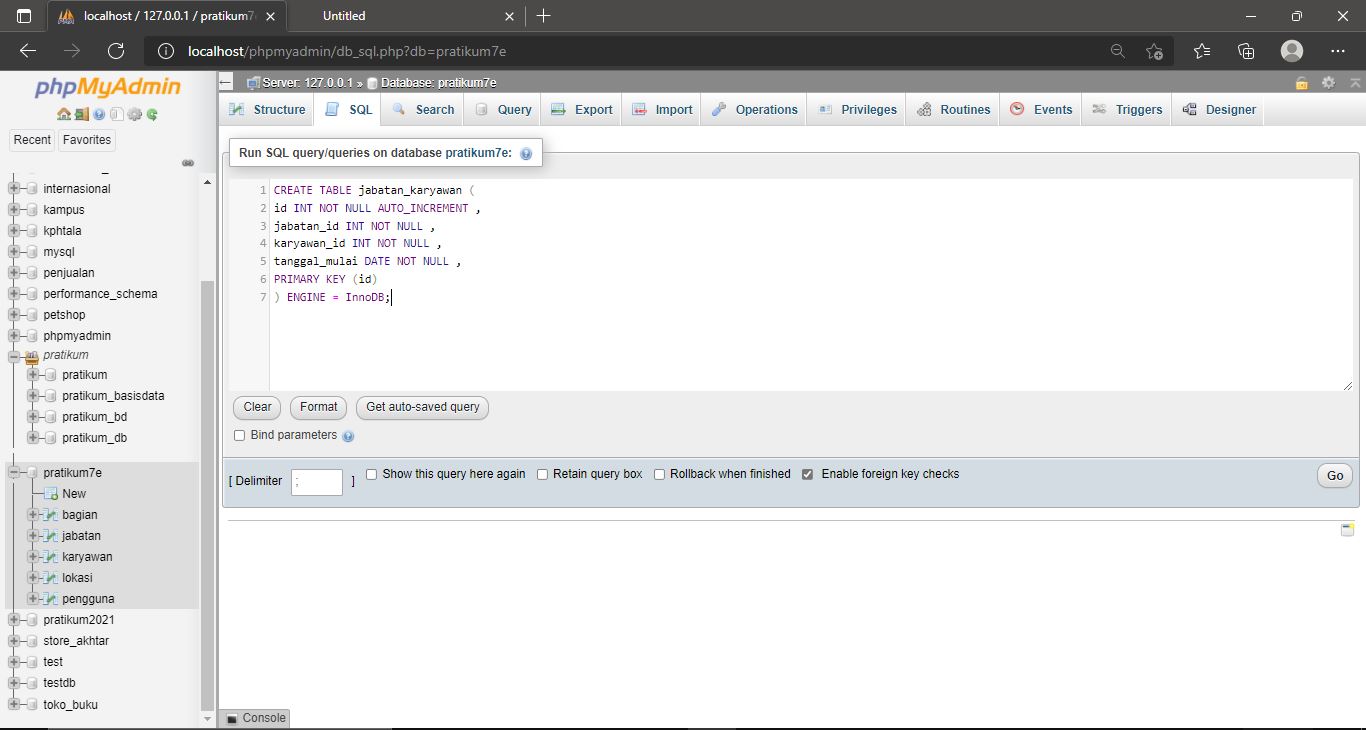 localhost / 127.0.0.1 / pratikum7
Untitled
localhost/phpmyadmin/db_sql.php?db=pratikum7e
phpMyAdmin
Recent
Favorites
internasional
kampus
kphtala
mysql
penjualan
performance_schema
petshop
phpmyadmin
pratikum
pratikum
pratikum_basisdata
pratikum_bd
pratikum_db
pratikum7e
New
bagian
jabatan
karyawan
lokasi
pengguna
pratikum2021
store_akhtar
test
testdb
toko_buku
Server: 127.0.0.1 » Database: pratikum7e
Structure SQL Search Query Export Import Operations Privileges Routines Events Triggers Designer
Run SQL query/queries on database pratikum7e:
1 CREATE TABLE jabatan_karyawan (
2 id INT NOT NULL AUTO_INCREMENT ,
3 jabatan_id INT NOT NULL ,
4 karyawan_id INT NOT NULL ,
5 tanggal_mulai DATE NOT NULL ,
6 PRIMARY KEY (id)
7 ) ENGINE = InnoDB;
Clear Format Get auto-saved query
Bind parameters
[ Delimiter ; ] Show this query here again Retain query box Rollback when finished Enable foreign key checks Go
Console